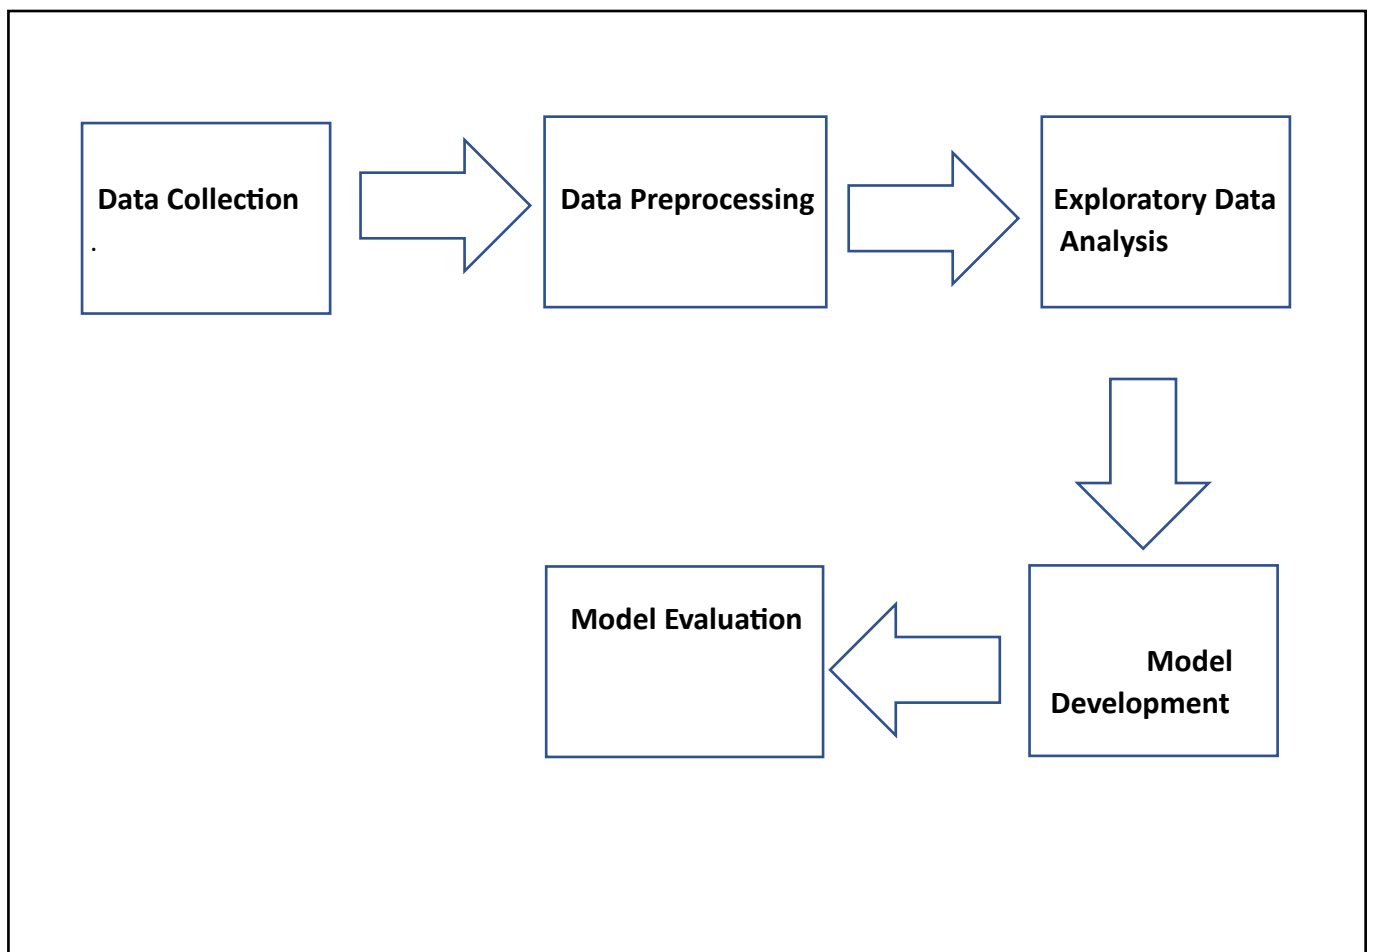 Data Collection
.
Data Preprocessing
Exploratory Data
Analysis
Model Evaluation
Model
Development